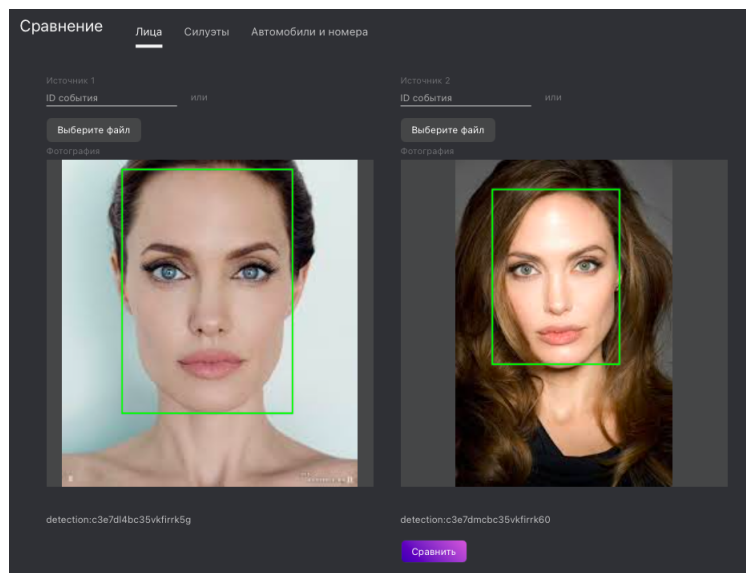 Сравнение
Лица Силуэты Автомобили и номера
Источник 1
ID события или
Выберите файл
Фотография
detection:c3e7dl4bc35vkfirrk5g
Источник 2
ID события или
Выберите файл
Фотография
detection:c3e7dmcbc35vkfirrk60
Сравнить